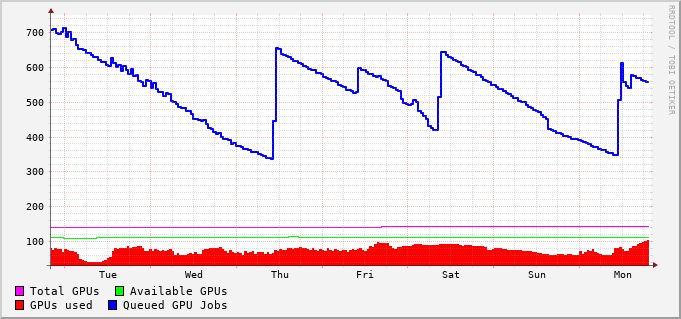 RRDTOOL / TOBI OETIKER
700
600
500
400
300
200
100
Tue Wed Thu Fri Sat Sun Mon
Total GPUs Available GPUs
GPUs used Queued GPU Jobs